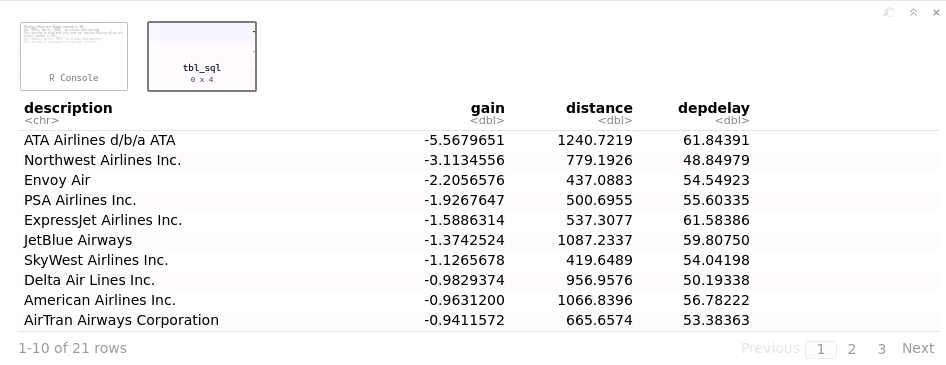 R Console
tbl_sql
0 x 4
description gain distance depdelay
<chr> <dbl> <dbl> <dbl>
ATA Airlines d/b/a ATA -5.5679651 1240.7219 61.84391
Northwest Airlines Inc. -3.1134556 779.1926 48.84979
Envoy Air -2.2056576 437.0883 54.54923
PSA Airlines Inc. -1.9267647 500.6955 55.60335
ExpressJet Airlines Inc. -1.5886314 537.3077 61.58386
JetBlue Airways -1.3742524 1087.2337 59.80750
SkyWest Airlines Inc. -1.1265678 419.6489 54.04198
Delta Air Lines Inc. -0.9829374 956.9576 50.19338
American Airlines Inc. -0.9631200 1066.8396 56.78222
AirTran Airways Corporation -0.9411572 665.6574 53.38363
1-10 of 21 rows Previous 1 2 3 Next